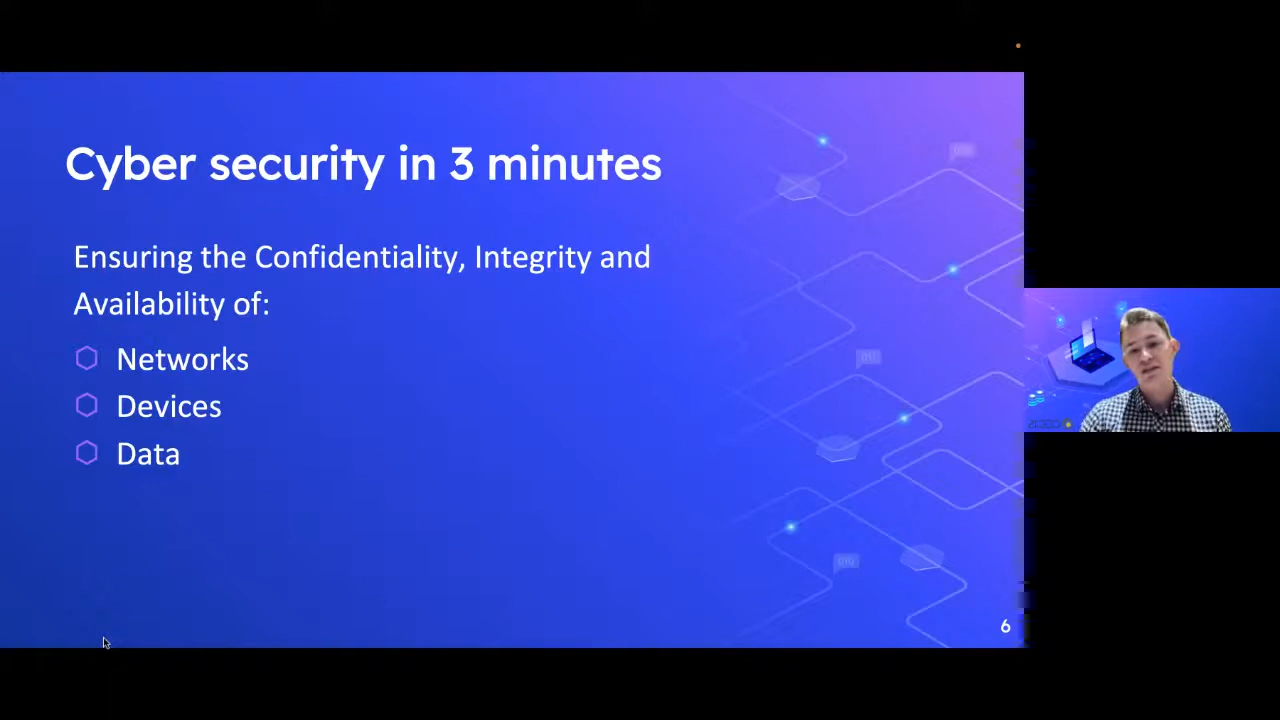 Cyber security in 3 minutes
Ensuring the Confidentiality, Integrity and
Availability of:
Networks
Devices
Data
6